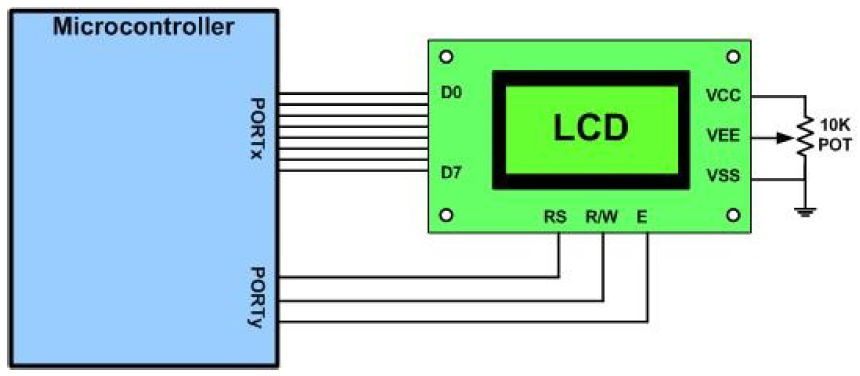 Microcontroller
PORTx
PORTy
D0
D7
LCD
RS R/W E
VCC
VEE
VSS
10K
POT